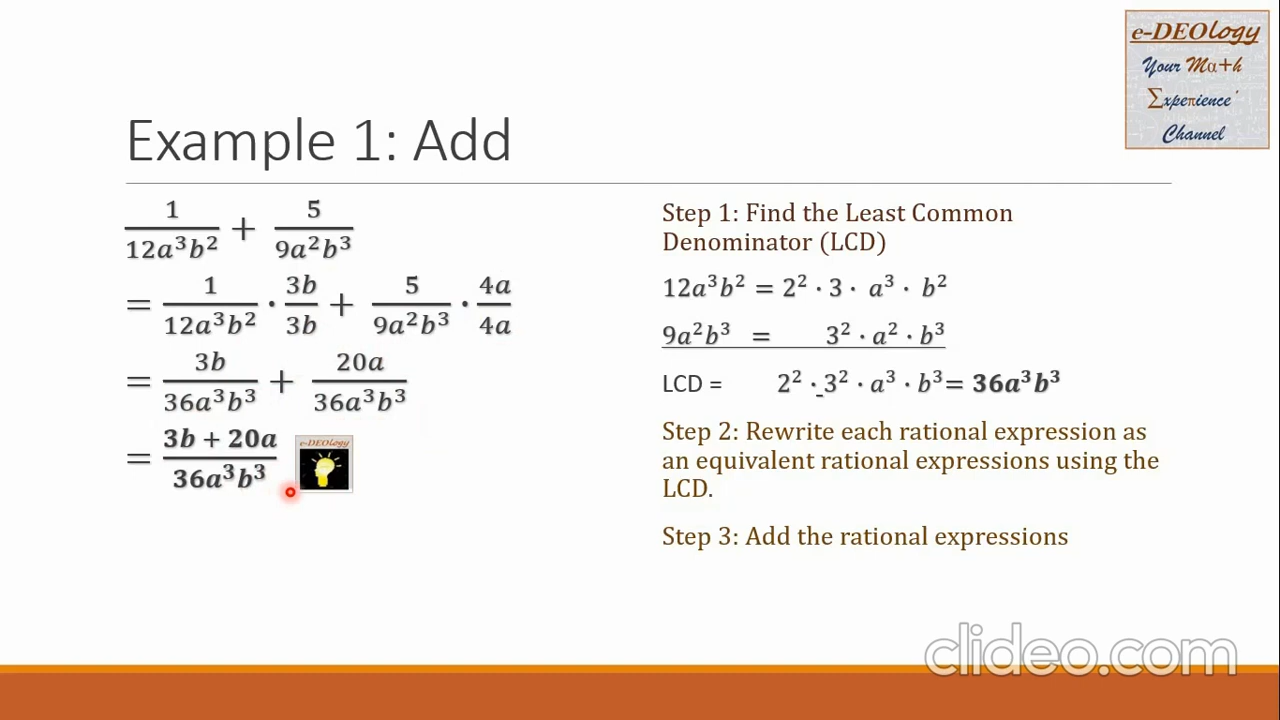 e-DEOlogy
Your Mα+h
Σxpeπience'
Channel
Example 1: Add
1/(12a³b²) + 5/(9a²b³)
= 1/(12a³b²) · 3b/3b + 5/(9a²b³) · 4a/4a
= 3b/(36a³b³) + 20a/(36a³b³)
= (3b + 20a)/(36a³b³)
e-DEOlogy
Step 1: Find the Least Common
Denominator (LCD)
12a³b² = 2² · 3 · a³ · b²
9a²b³ = 3² · a² · b³
LCD = 2² · 3² · a³ · b³ = 36a³b³
Step 2: Rewrite each rational expression as
an equivalent rational expressions using the
LCD.
Step 3: Add the rational expressions
clideo.com